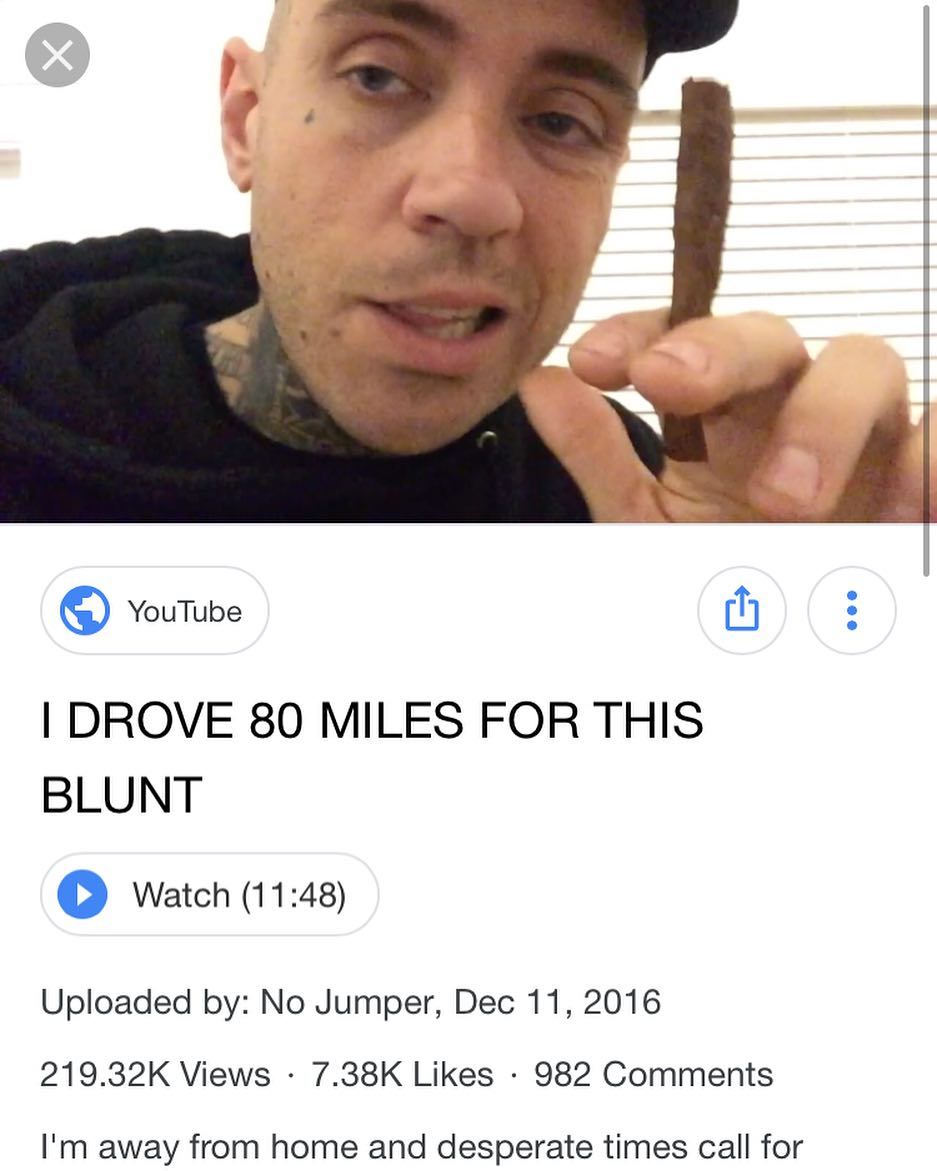 YouTube
I DROVE 80 MILES FOR THIS
BLUNT
Watch (11:48)
Uploaded by: No Jumper, Dec 11, 2016
219.32K Views · 7.38K Likes · 982 Comments
I'm away from home and desperate times call for